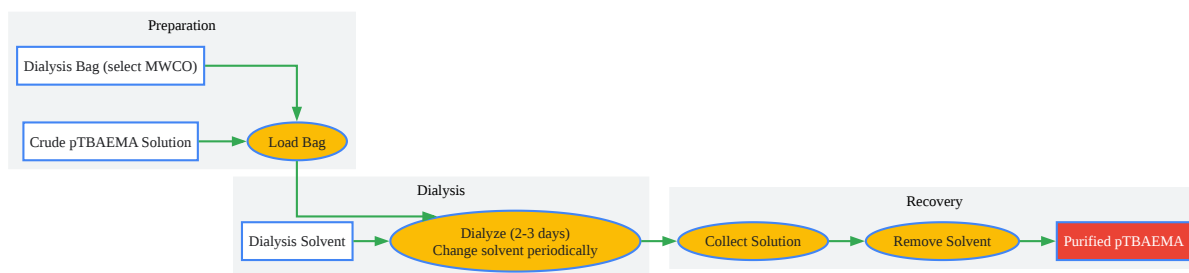 Preparation
Dialysis Bag (select MWCO)
Crude pTBAEMA Solution
Load Bag
Dialysis
Dialysis Solvent
Dialyze (2-3 days)
Change solvent periodically
Recovery
Collect Solution
Remove Solvent
Purified pTBAEMA